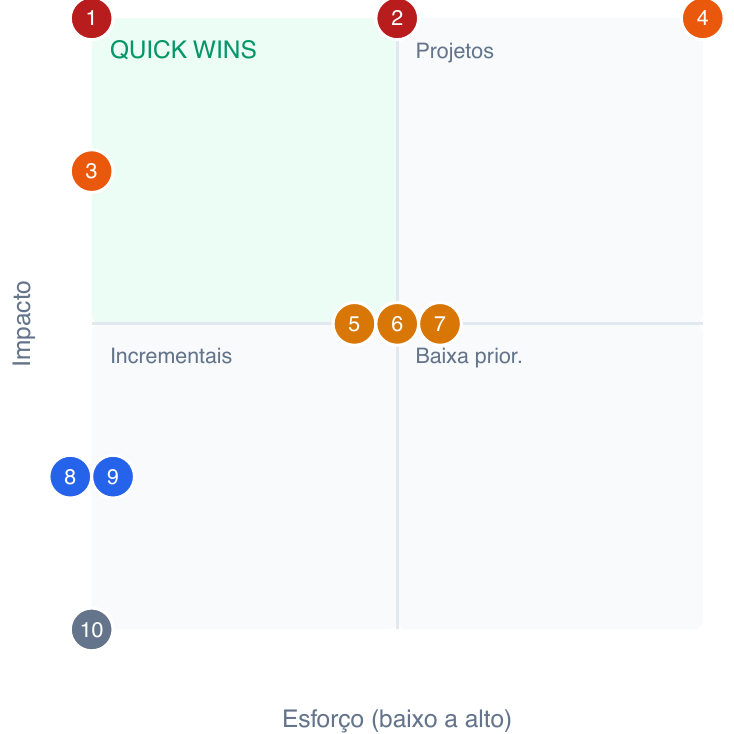 1
2
4
QUICK WINS
Projetos
3
Impacto
5
6
7
Incrementais
Baixa prior.
8
9
10
Esforço (baixo a alto)